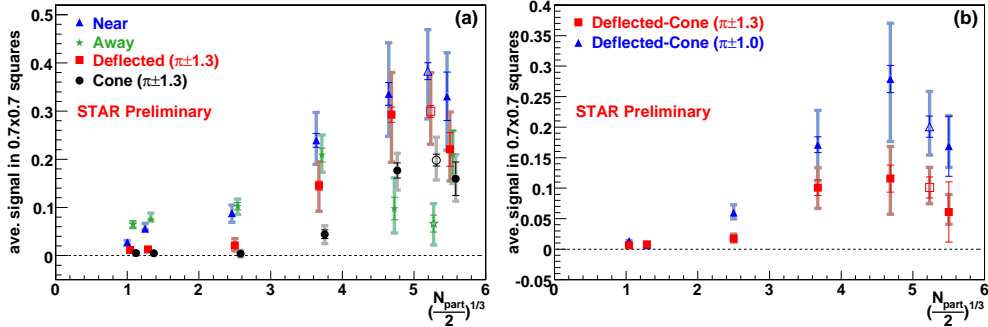 (a)
Near
Away
Deflected (π±1.3)
Cone (π±1.3)
STAR Preliminary
ave. signal in 0.7x0.7 squares
0.5
0.4
0.3
0.2
0.1
0
0 1 2 3 4 5 6
(N_part/2)^1/3
(b)
Deflected-Cone (π±1.3)
Deflected-Cone (π±1.0)
STAR Preliminary
ave. signal in 0.7x0.7 squares
0.4
0.35
0.3
0.25
0.2
0.15
0.1
0.05
0
-0.05
0 1 2 3 4 5 6
(N_part/2)^1/3